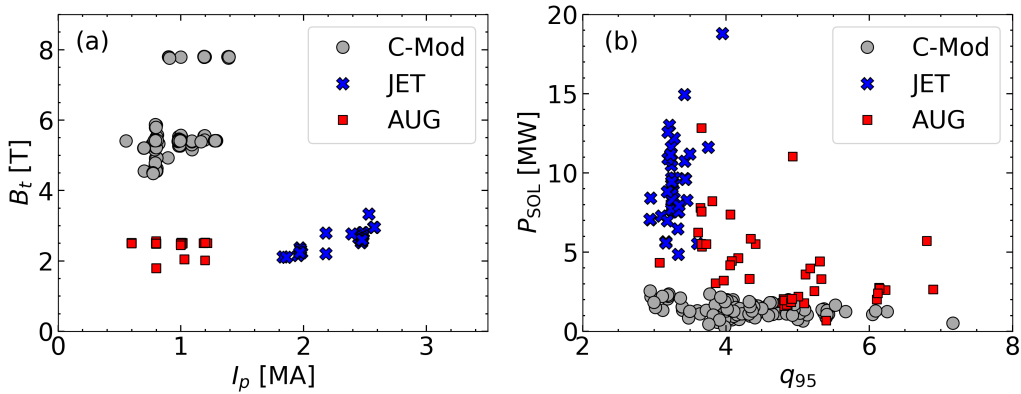 (a)
C-Mod
JET
AUG
8
6
4
2
0
B_t [T]
0 1 2 3
I_p [MA]
(b)
C-Mod
JET
AUG
20
15
10
5
0
P_SOL [MW]
2 4 6 8
q_95